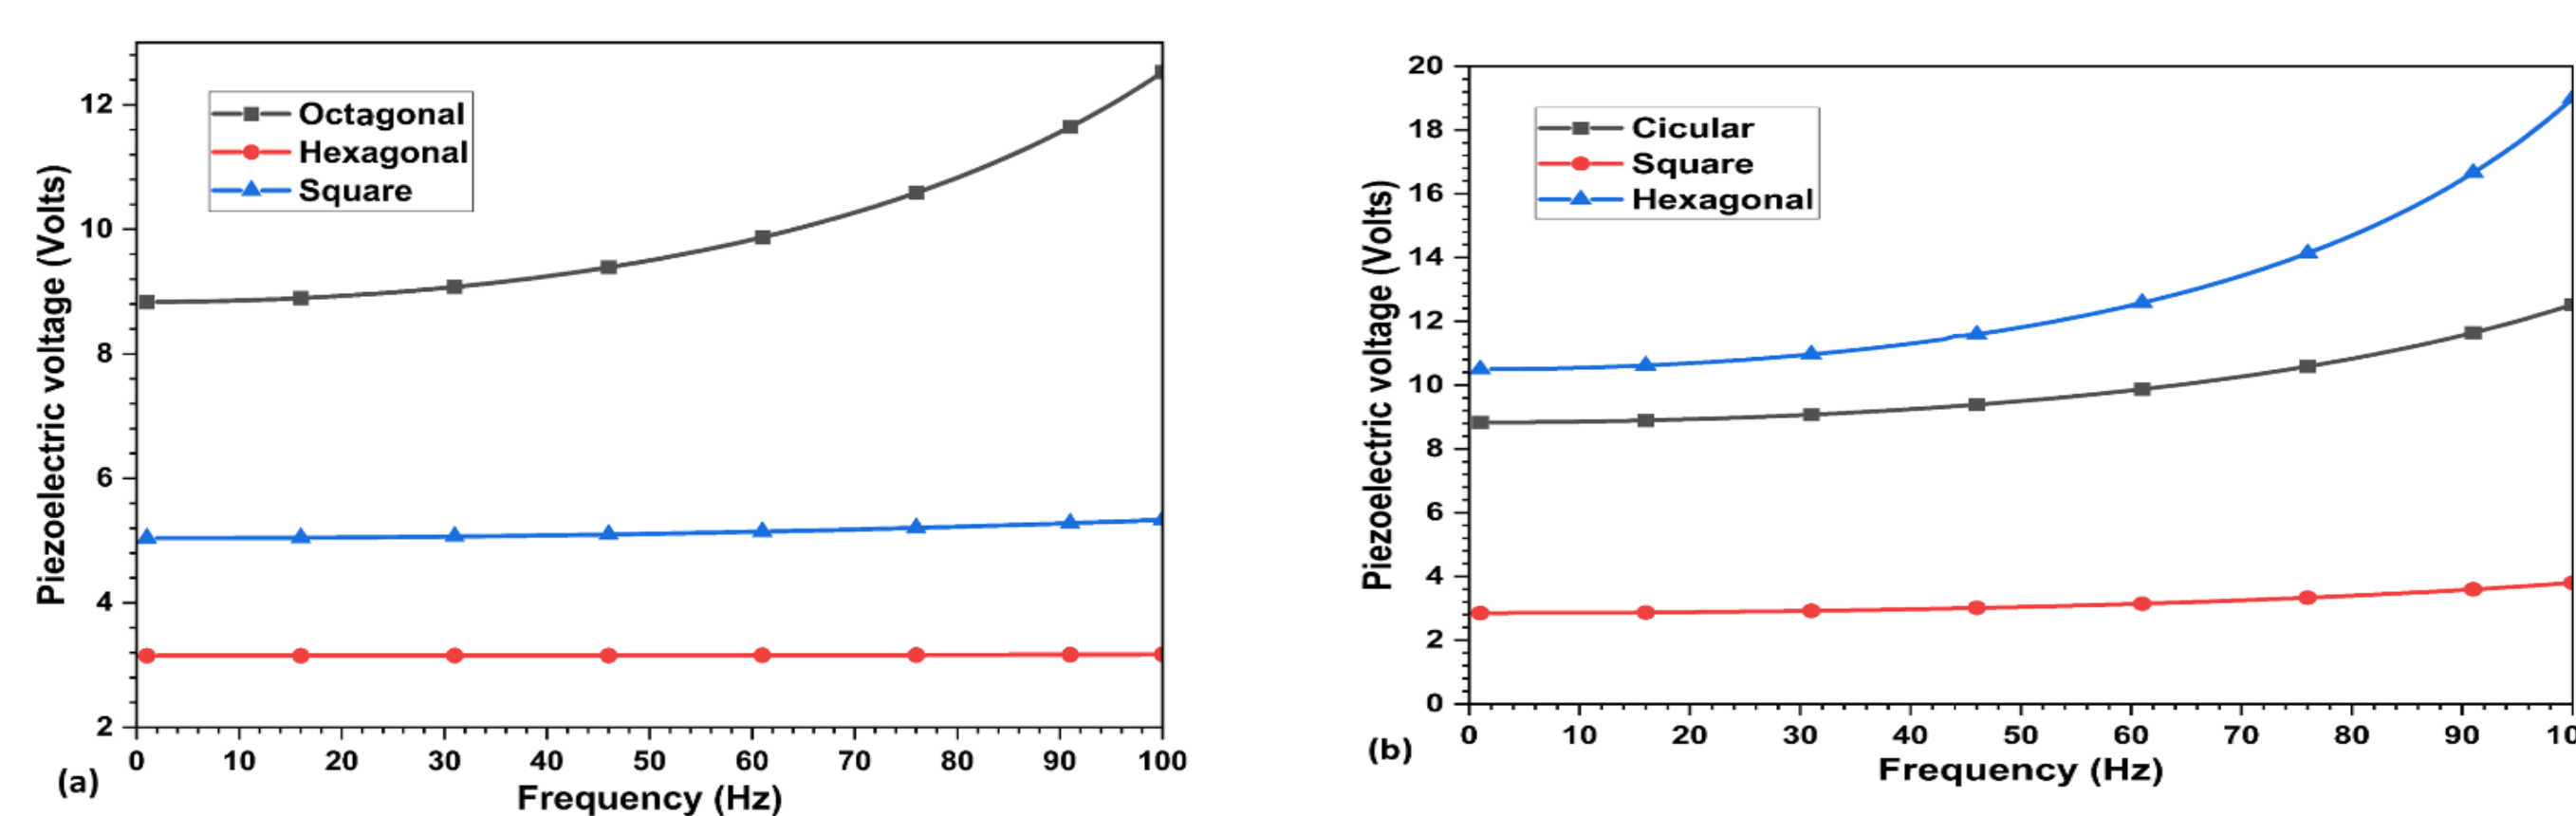 12
10
8
6
4
2
Piezoelectric voltage (Volts)
Octagonal
Hexagonal
Square
0 10 20 30 40 50 60 70 80 90 100
Frequency (Hz)
(a)
20
18
16
14
12
10
8
6
4
2
0
Piezoelectric voltage (Volts)
Cicular
Square
Hexagonal
0 10 20 30 40 50 60 70 80 90 10
Frequency (Hz)
(b)